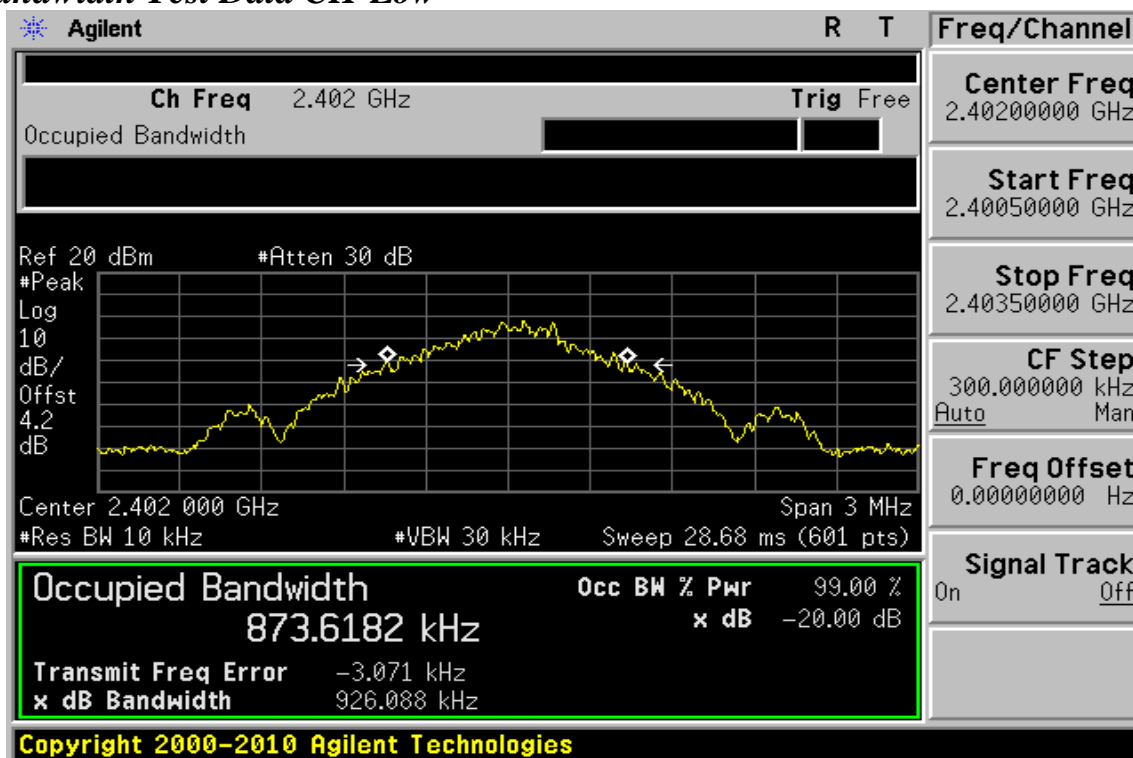 Bandwidth Test Data CH-Low
Agilent R T
Freq/Channel
Ch Freq 2.402 GHz Trig Free
Occupied Bandwidth
Center Freq
2.40200000 GHz
Start Freq
2.40050000 GHz
Stop Freq
2.40350000 GHz
CF Step
300.000000 kHz
Auto Man
Freq Offset
0.00000000 Hz
Signal Track
On Off
Ref 20 dBm #Atten 30 dB
#Peak
Log
10
dB/
Offst
4.2
dB
Center 2.402 000 GHz Span 3 MHz
#Res BW 10 kHz #VBW 30 kHz Sweep 28.68 ms (601 pts)
Occupied Bandwidth
873.6182 kHz
Occ BW % Pwr 99.00 %
x dB -20.00 dB
Transmit Freq Error -3.071 kHz
x dB Bandwidth 926.088 kHz
Copyright 2000-2010 Agilent Technologies